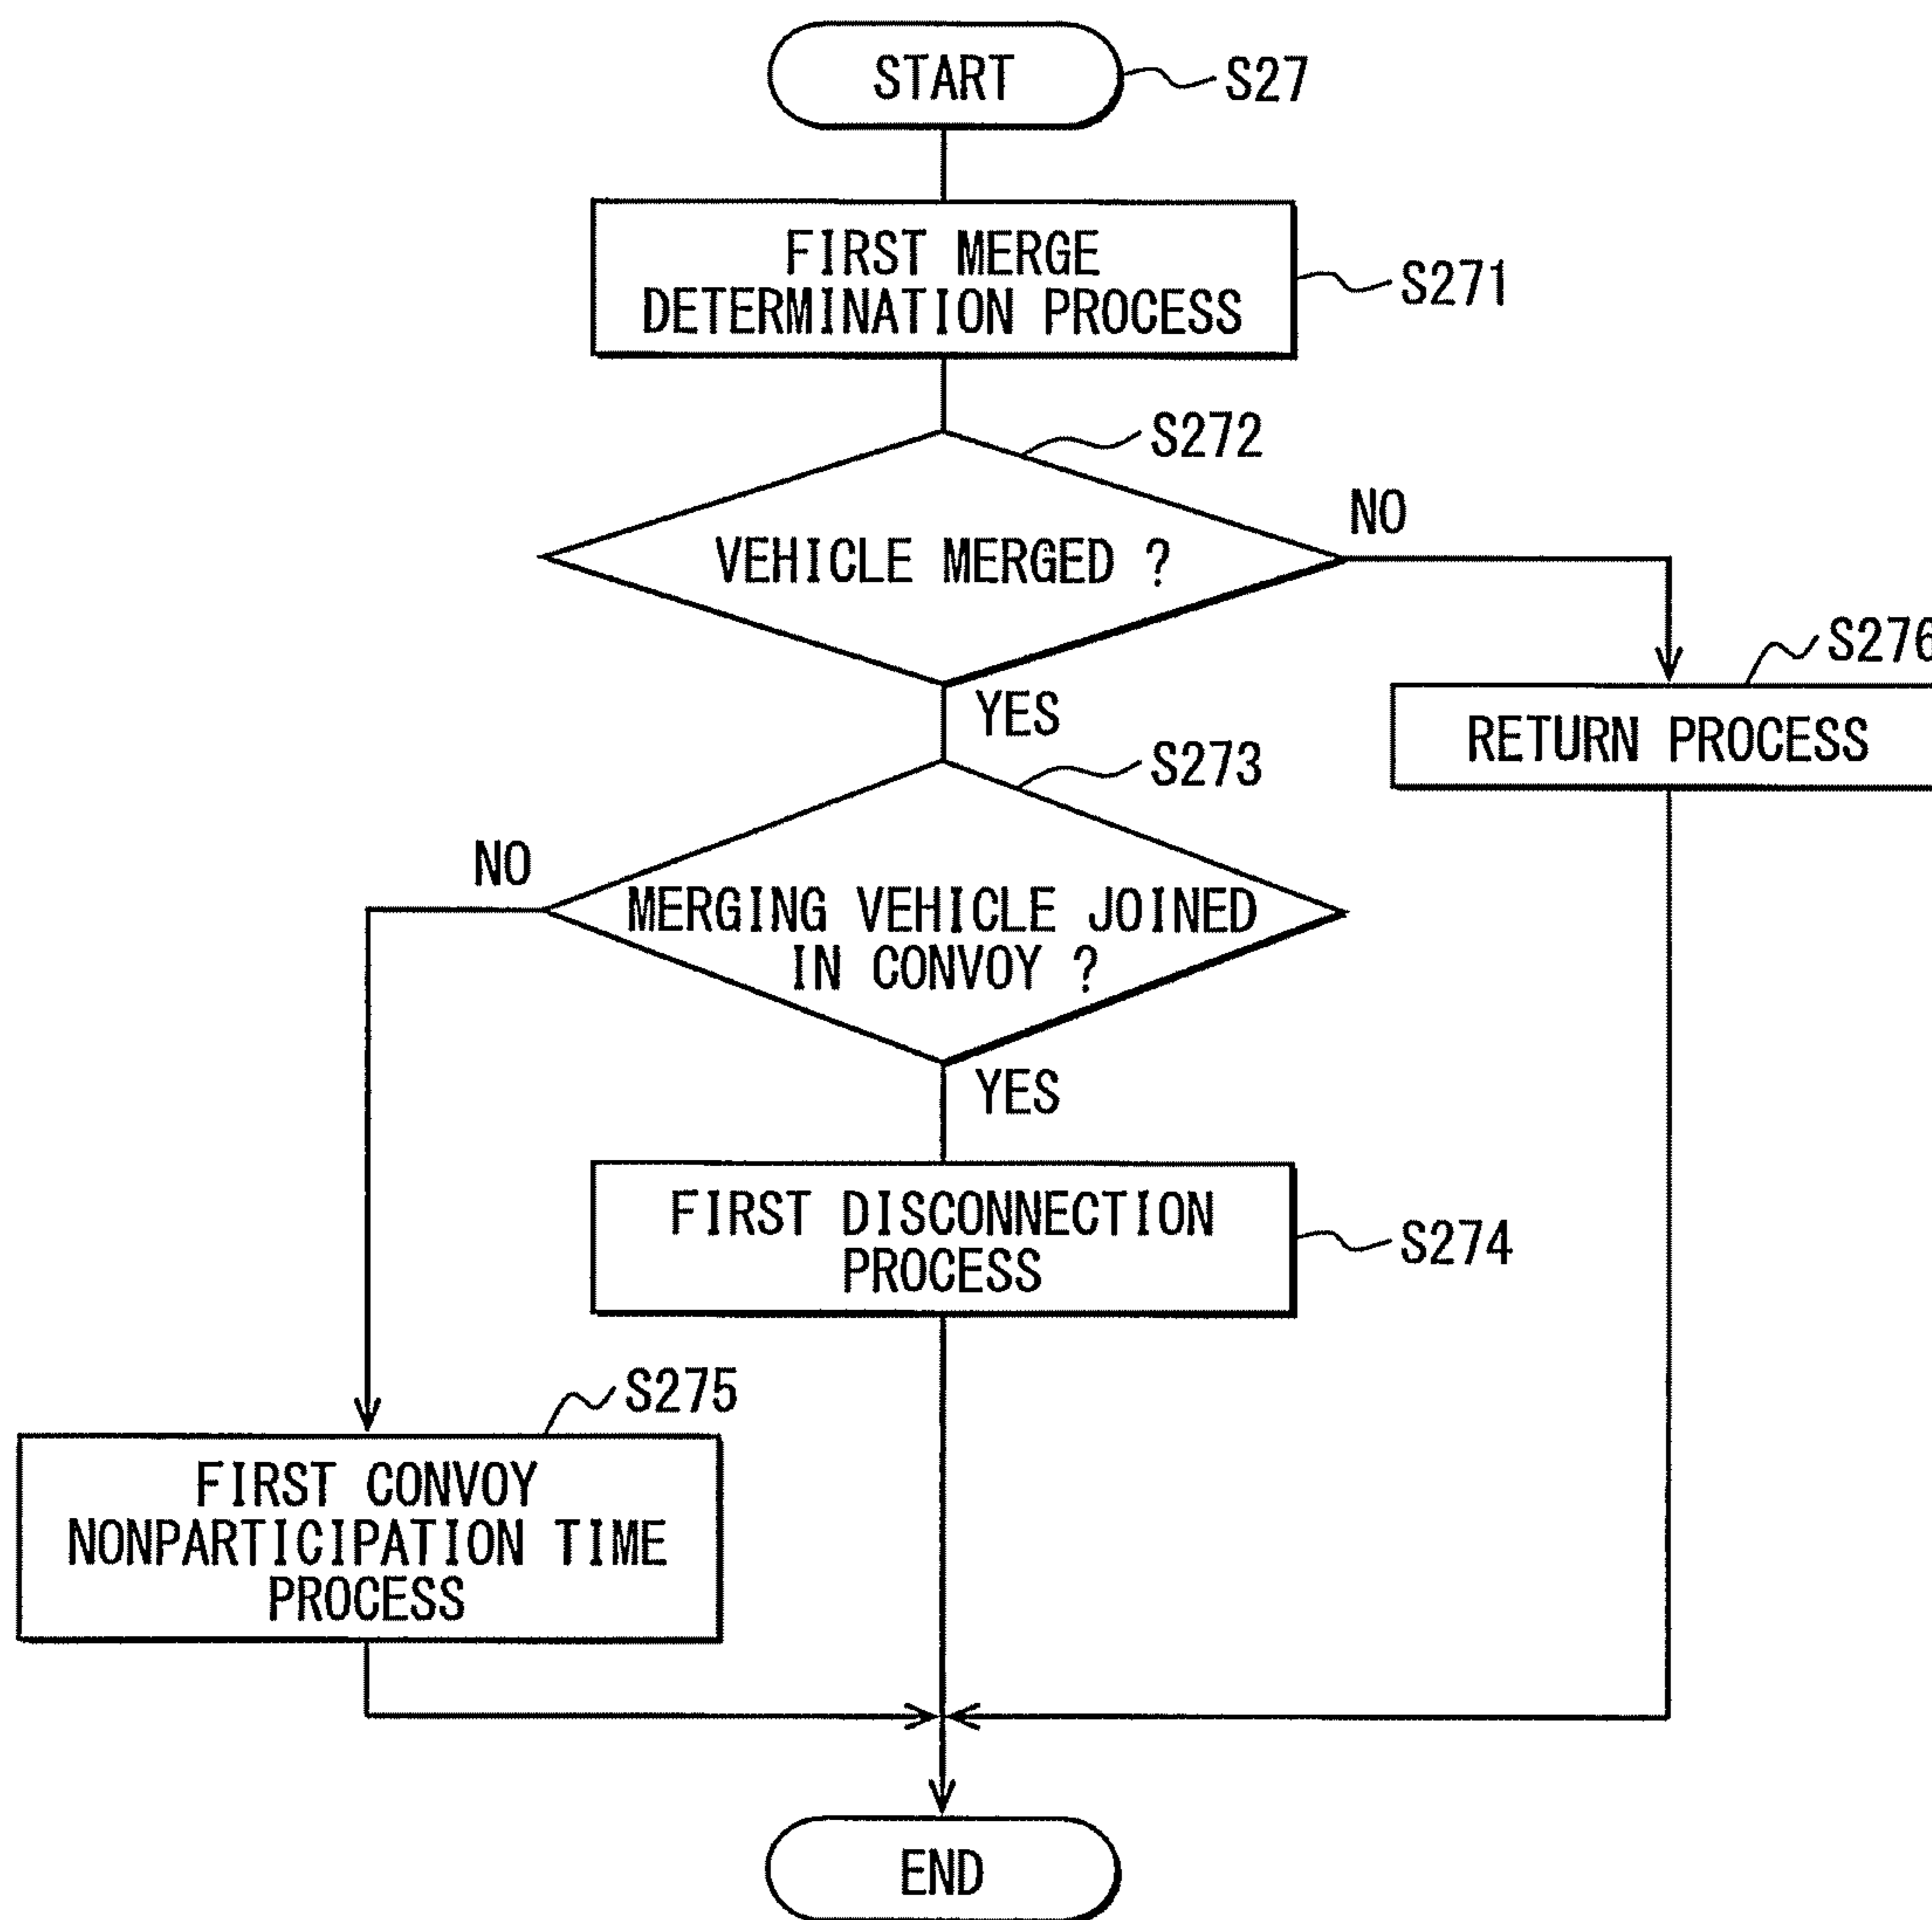 START
S27
FIRST MERGE
DETERMINATION PROCESS
S271
S272
VEHICLE MERGED ?
NO
YES
S276
RETURN PROCESS
S273
NO
MERGING VEHICLE JOINED
IN CONVOY ?
YES
FIRST DISCONNECTION
PROCESS
S274
S275
FIRST CONVOY
NONPARTICIPATION TIME
PROCESS
END